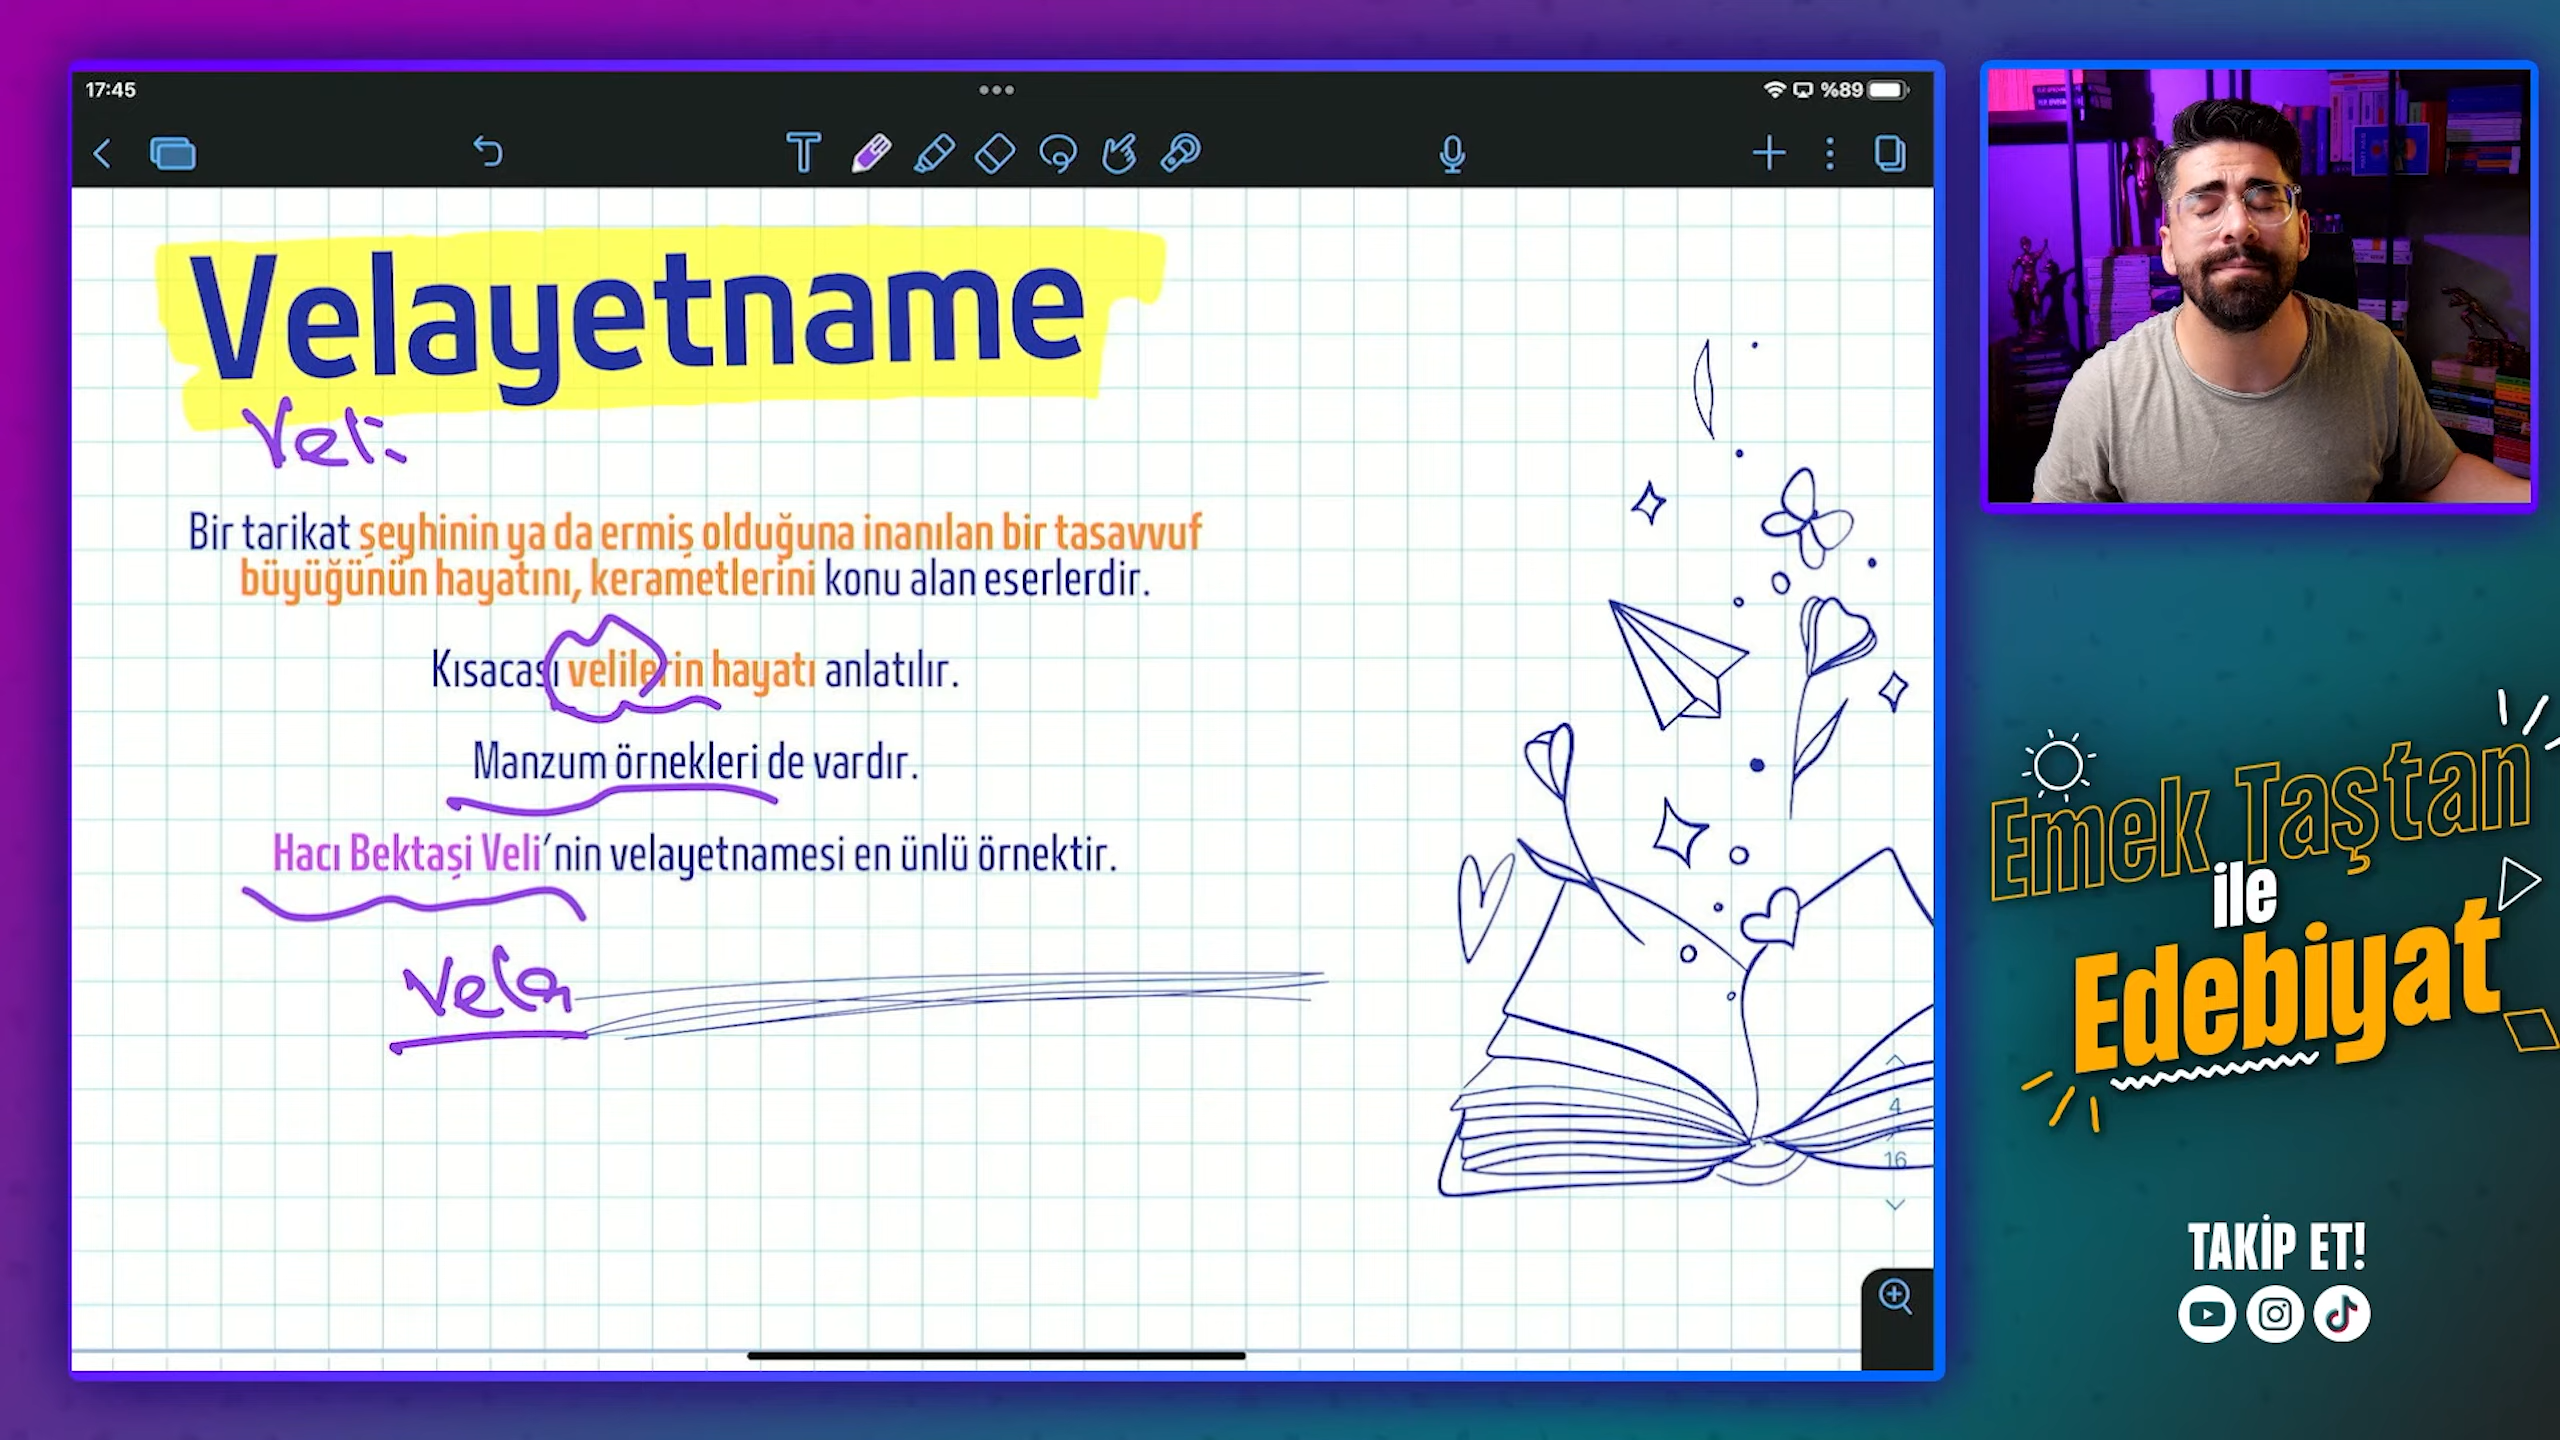 17:45
%89
Velayetname
Veli
Bir tarikat şeyhinin ya da ermiş olduğuna inanılan bir tasavvuf
büyüğünün hayatını, kerametlerini konu alan eserlerdir.
Kısacası velilerin hayatı anlatılır.
Manzum örnekleri de vardır.
Hacı Bektaşi Veli'nin velayetnamesi en ünlü örnektir.
4
16
Emek Taştan
ile
Edebiyat
TAKİP ET!